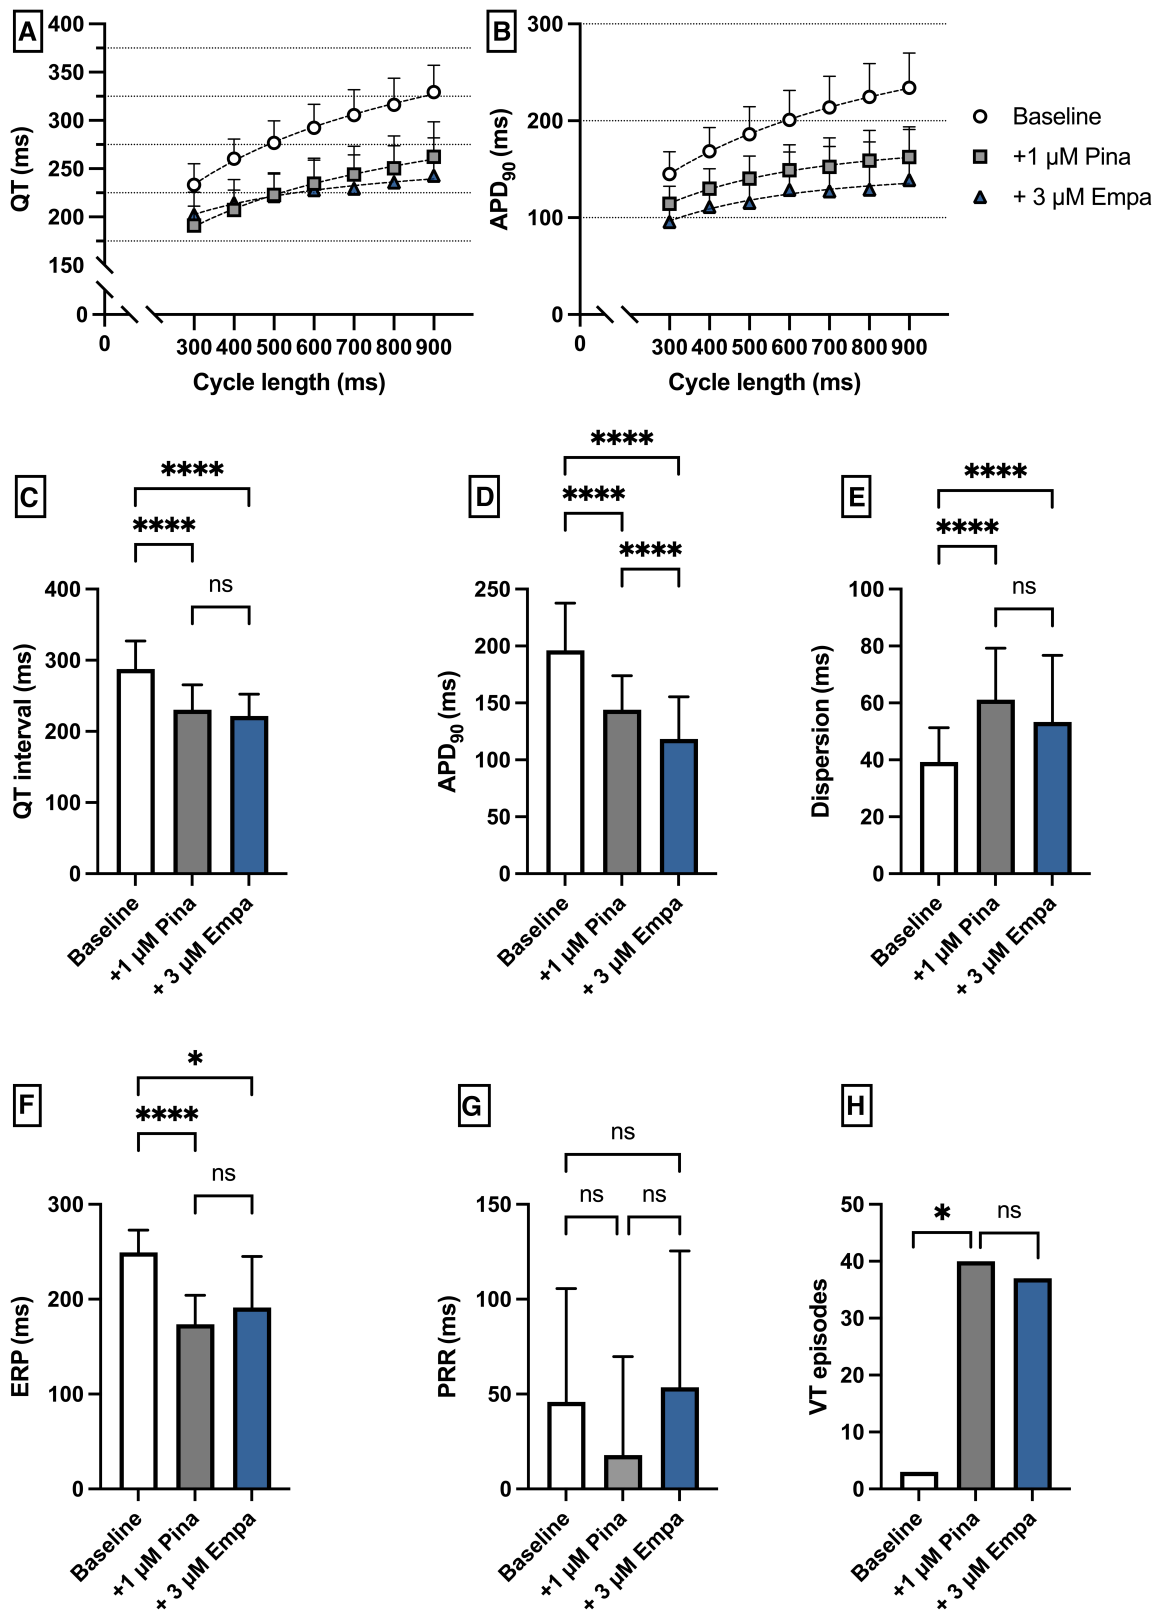 A
400
350
300
250
200
150
0
QT (ms)
0
300 400 500 600 700 800 900
Cycle length (ms)
B
300
200
100
0
APD90 (ms)
0
300 400 500 600 700 800 900
Cycle length (ms)
Baseline
+1 µM Pina
+ 3 µM Empa
C
****
****
ns
400
300
200
100
0
QT interval (ms)
Baseline
+1 µM Pina
+ 3 µM Empa
D
****
****
****
250
200
150
100
50
0
APD90 (ms)
Baseline
+1 µM Pina
+ 3 µM Empa
E
****
****
ns
100
80
60
40
20
0
Dispersion (ms)
Baseline
+1 µM Pina
+ 3 µM Empa
F
*
****
ns
300
200
100
0
ERP (ms)
Baseline
+1 µM Pina
+ 3 µM Empa
G
ns
ns ns
150
100
50
0
PRR (ms)
Baseline
+1 µM Pina
+ 3 µM Empa
H
* ns
50
40
30
20
10
0
VT episodes
Baseline
+1 µM Pina
+ 3 µM Empa